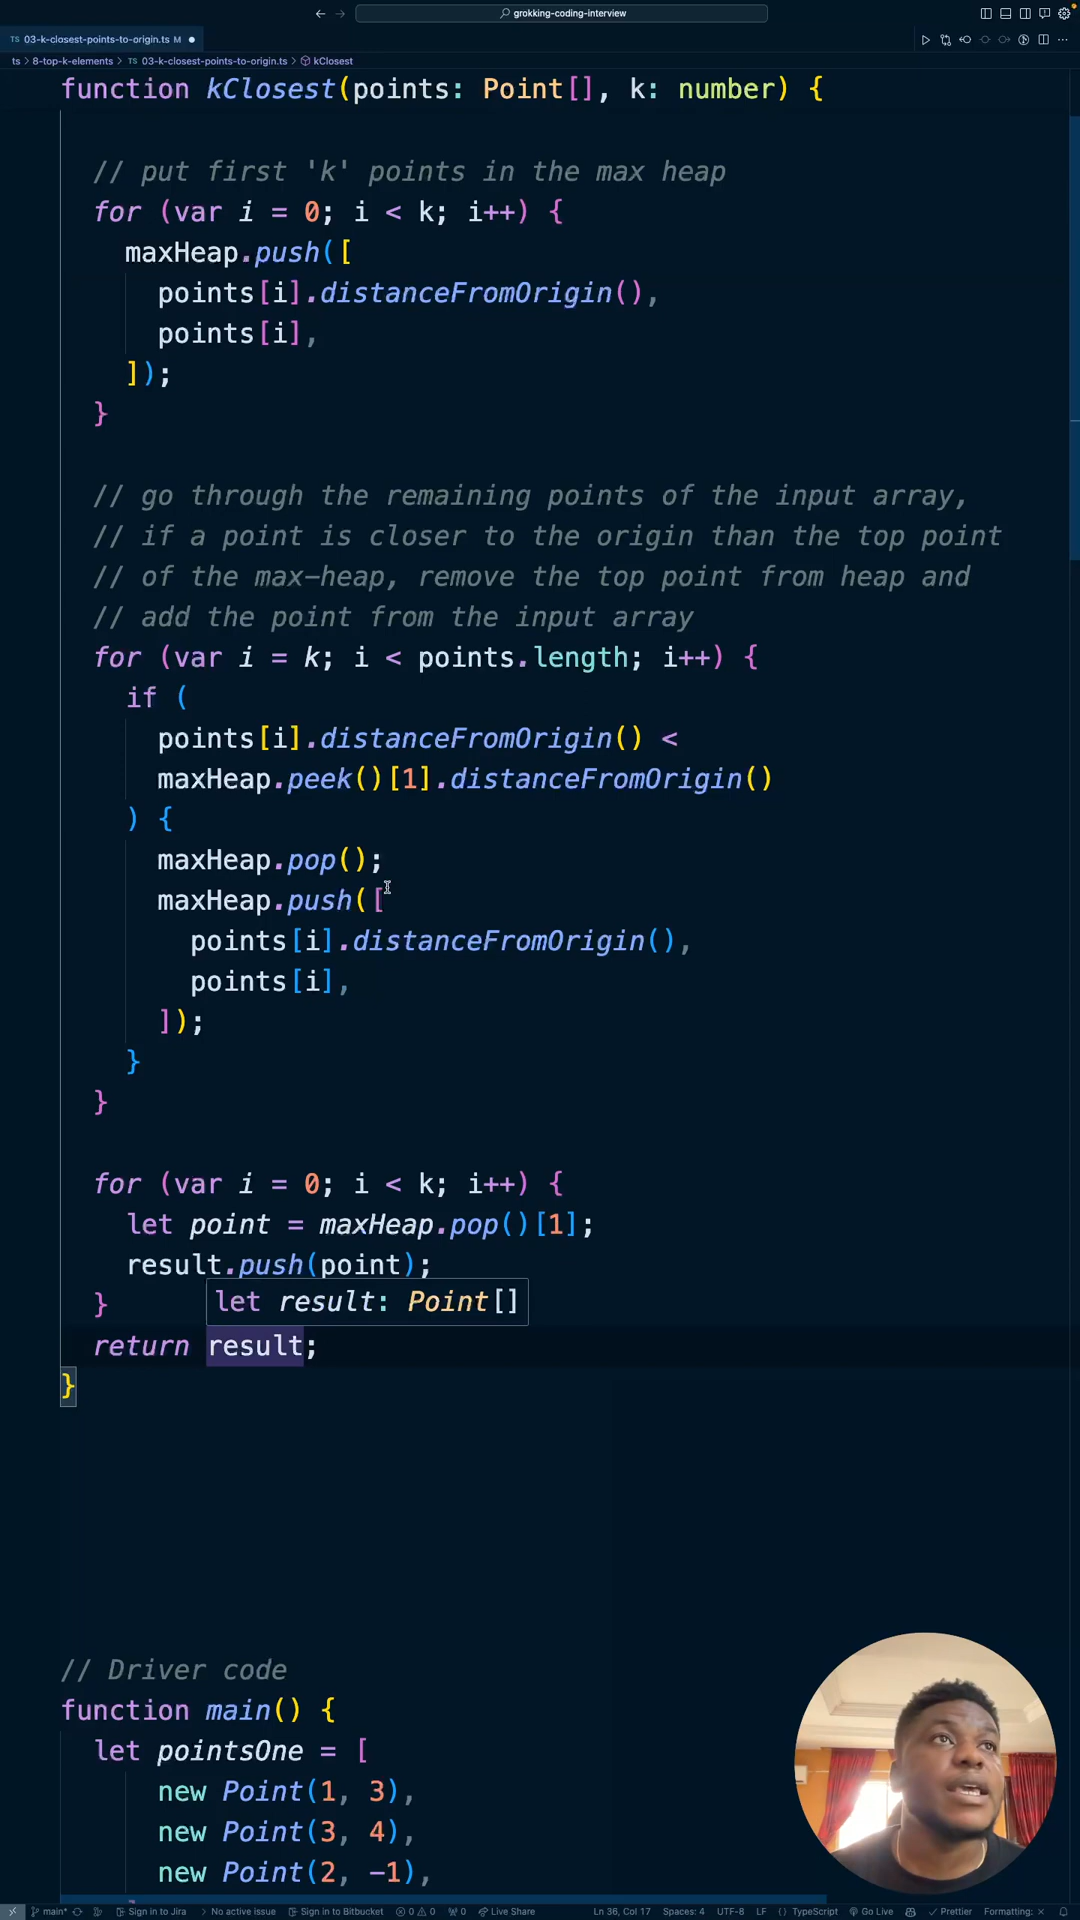 grokking-coding-interview
TS 03-k-closest-points-to-origin.ts M
ts > 8-top-k-elements > TS 03-k-closest-points-to-origin.ts > kClosest
function kClosest(points: Point[], k: number) {
// put first 'k' points in the max heap
for (var i = 0; i < k; i++) {
maxHeap.push([
points[i].distanceFromOrigin(),
points[i],
]);
}
// go through the remaining points of the input array,
// if a point is closer to the origin than the top point
// of the max-heap, remove the top point from heap and
// add the point from the input array
for (var i = k; i < points.length; i++) {
if (
points[i].distanceFromOrigin() <
maxHeap.peek()[1].distanceFromOrigin()
) {
maxHeap.pop();
maxHeap.push([
points[i].distanceFromOrigin(),
points[i],
]);
}
}
for (var i = 0; i < k; i++) {
let point = maxHeap.pop()[1];
result.push(point);
}
let result: Point[]
return result;
}
// Driver code
function main() {
let pointsOne = [
new Point(1, 3),
new Point(3, 4),
new Point(2, -1),
main* Sign in to Jira No active issue Sign in to Bitbucket 0 0 0 Live Share Ln 36, Col 17 Spaces: 4 UTF-8 LF {} TypeScript Go Live Prettier Formatting: ×